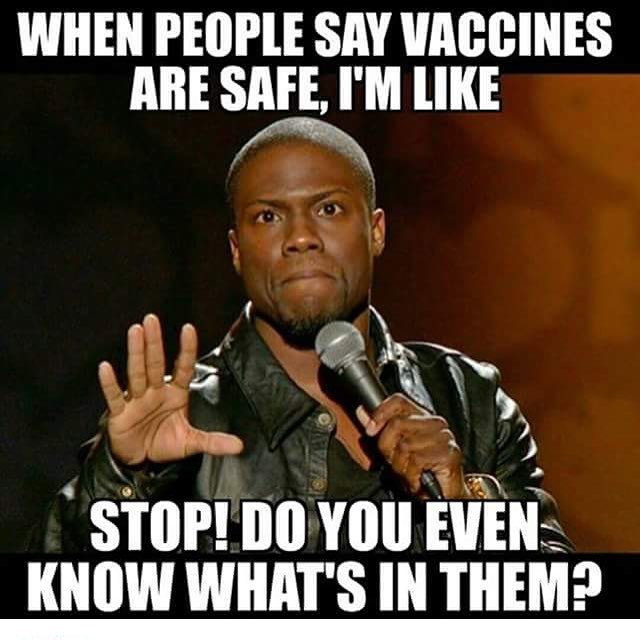 WHEN PEOPLE SAY VACCINES
ARE SAFE, I'M LIKE
STOP! DO YOU EVEN
KNOW WHAT'S IN THEM?